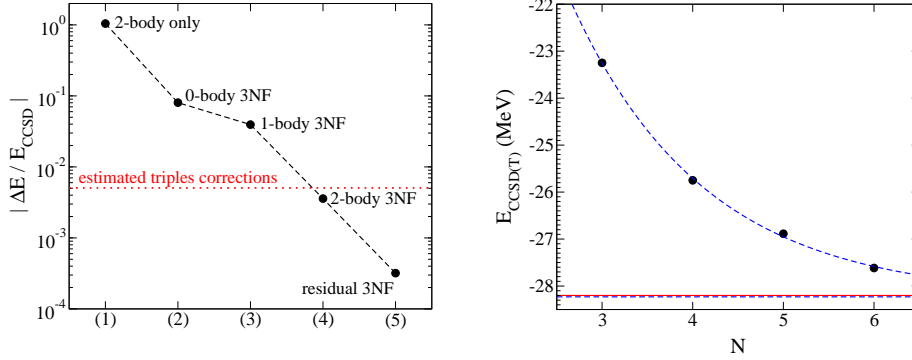 | ΔE / E_CCSD |
10^0
10^-1
10^-2
10^-3
10^-4
2-body only
0-body 3NF
1-body 3NF
estimated triples corrections
2-body 3NF
residual 3NF
(1) (2) (3) (4) (5)
E_CCSD(T) (MeV)
-22
-23
-24
-25
-26
-27
-28
3 4 5 6
N